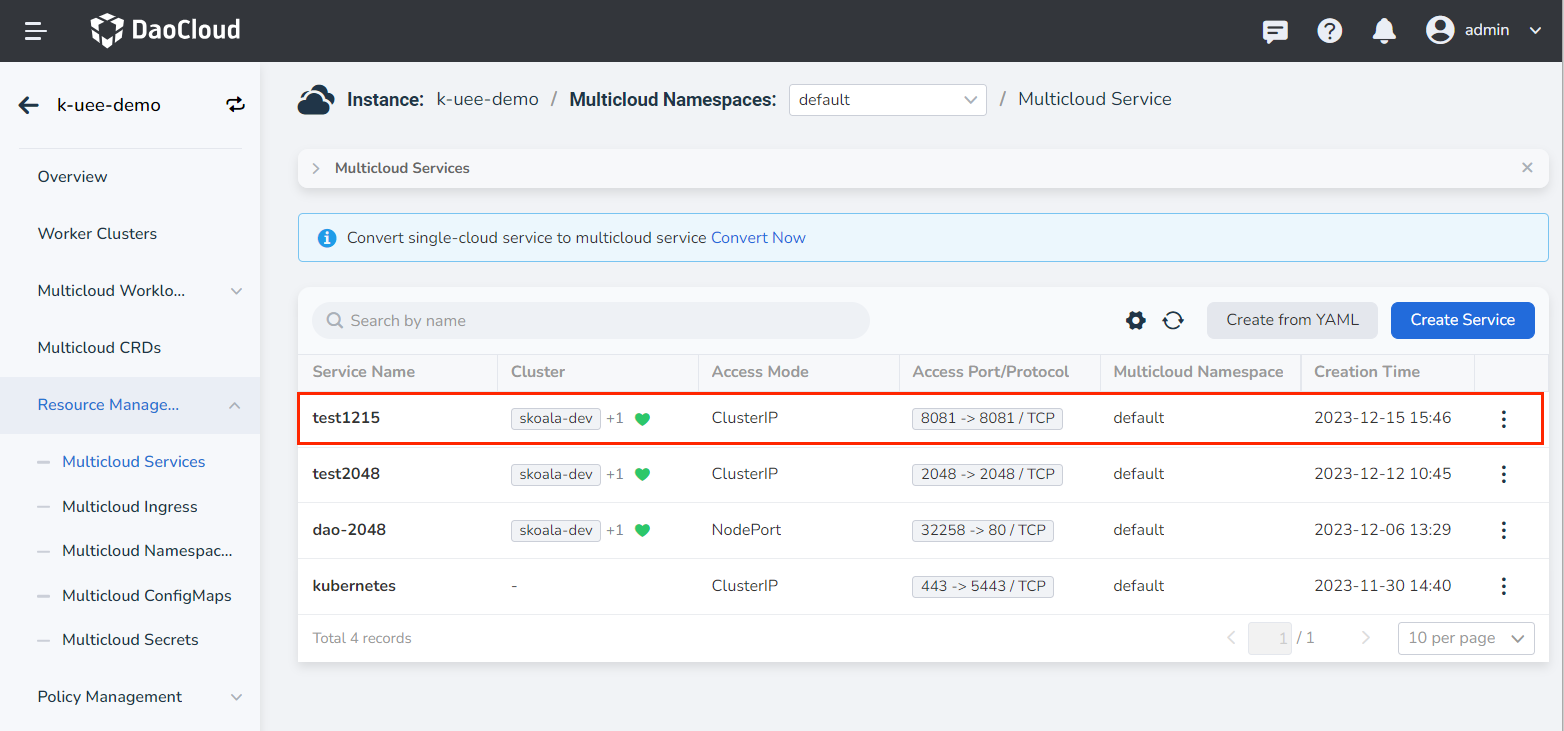 DaoCloud
admin
k-uee-demo
Instance: k-uee-demo / Multicloud Namespaces: default / Multicloud Service
Overview
Worker Clusters
Multicloud Worklo...
Multicloud CRDs
Resource Manage...
Multicloud Services
Multicloud Ingress
Multicloud Namespac...
Multicloud ConfigMaps
Multicloud Secrets
Policy Management
Multicloud Services
Convert single-cloud service to multicloud service Convert Now
Search by name
Create from YAML
Create Service
Service Name Cluster Access Mode Access Port/Protocol Multicloud Namespace Creation Time
test1215 skoala-dev +1 ClusterIP 8081 -> 8081 / TCP default 2023-12-15 15:46
test2048 skoala-dev +1 ClusterIP 2048 -> 2048 / TCP default 2023-12-12 10:45
dao-2048 skoala-dev +1 NodePort 32258 -> 80 / TCP default 2023-12-06 13:29
kubernetes - ClusterIP 443 -> 5443 / TCP default 2023-11-30 14:40
Total 4 records 1 / 1 10 per page